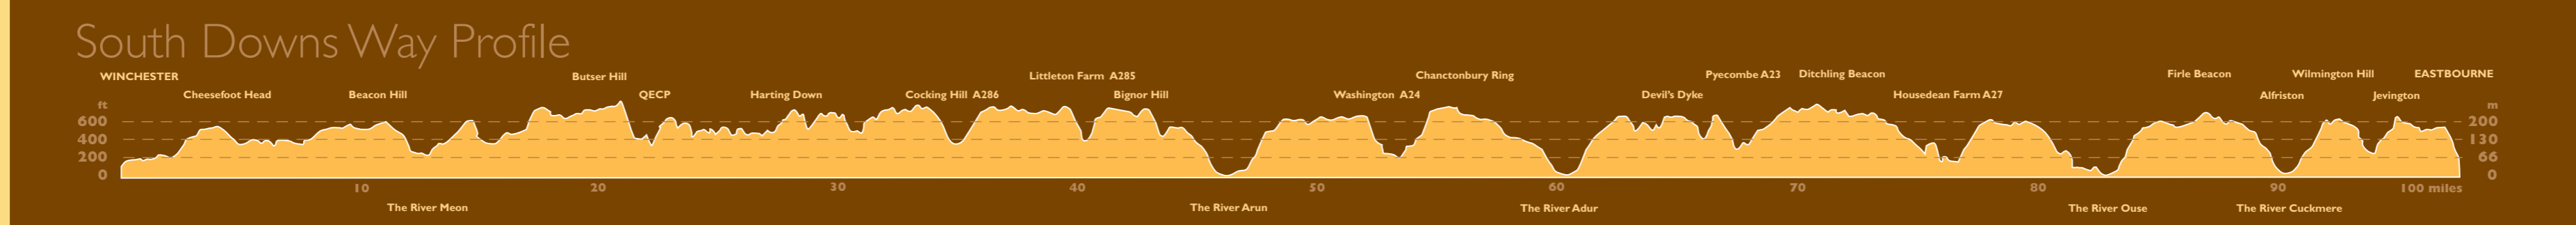 South Downs Way Profile
WINCHESTER Butser Hill Littleton Farm A285 Chanctonbury Ring Pyecombe A23 Ditchling Beacon Firle Beacon Wilmington Hill EASTBOURNE
Cheesefoot Head Beacon Hill QECP Harting Down Cocking Hill A286 Bignor Hill Washington A24 Devil's Dyke Housedean Farm A27 Alfriston Jevington
ft m
600 200
400 130
200 66
0 0
10 20 30 40 50 60 70 80 90 100 miles
The River Meon The River Arun The River Adur The River Ouse The River Cuckmere